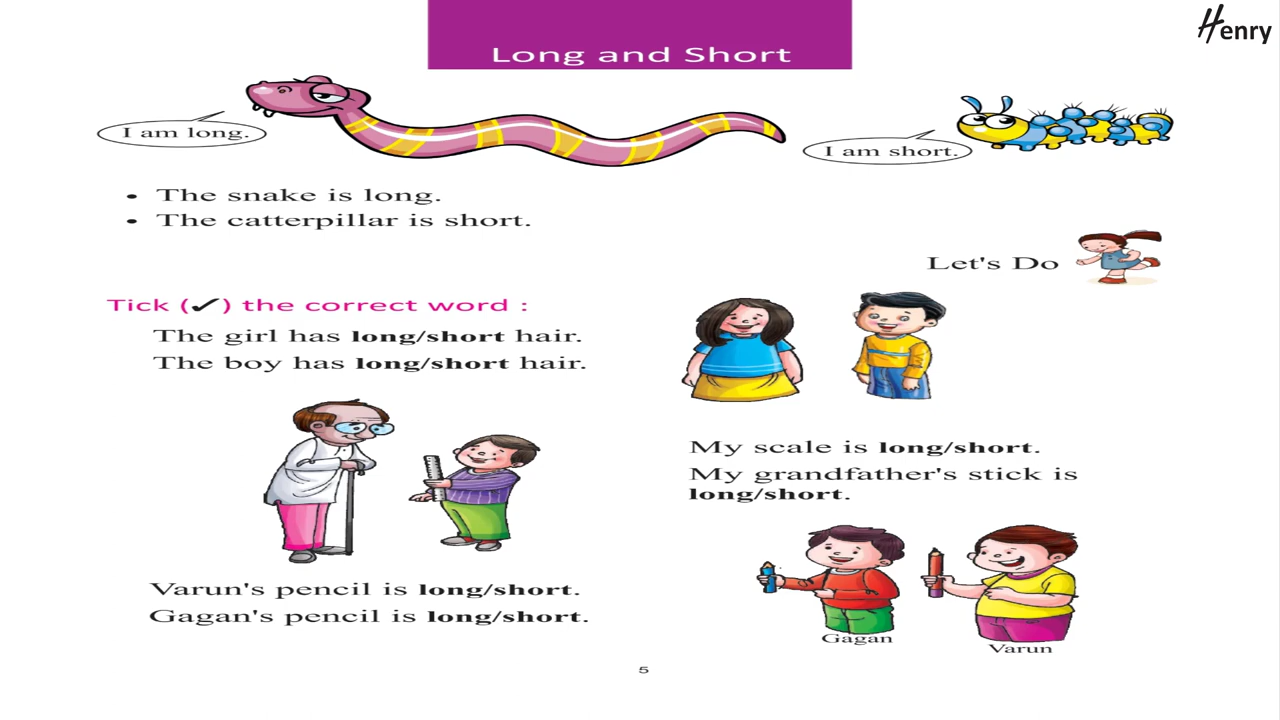 Henry
Long and Short
I am long.
I am short.
• The snake is long.
• The catterpillar is short.
Let's Do
Tick (✓) the correct word :
The girl has long/short hair.
The boy has long/short hair.
My scale is long/short.
My grandfather's stick is
long/short.
Varun's pencil is long/short.
Gagan's pencil is long/short.
Gagan
Varun
5